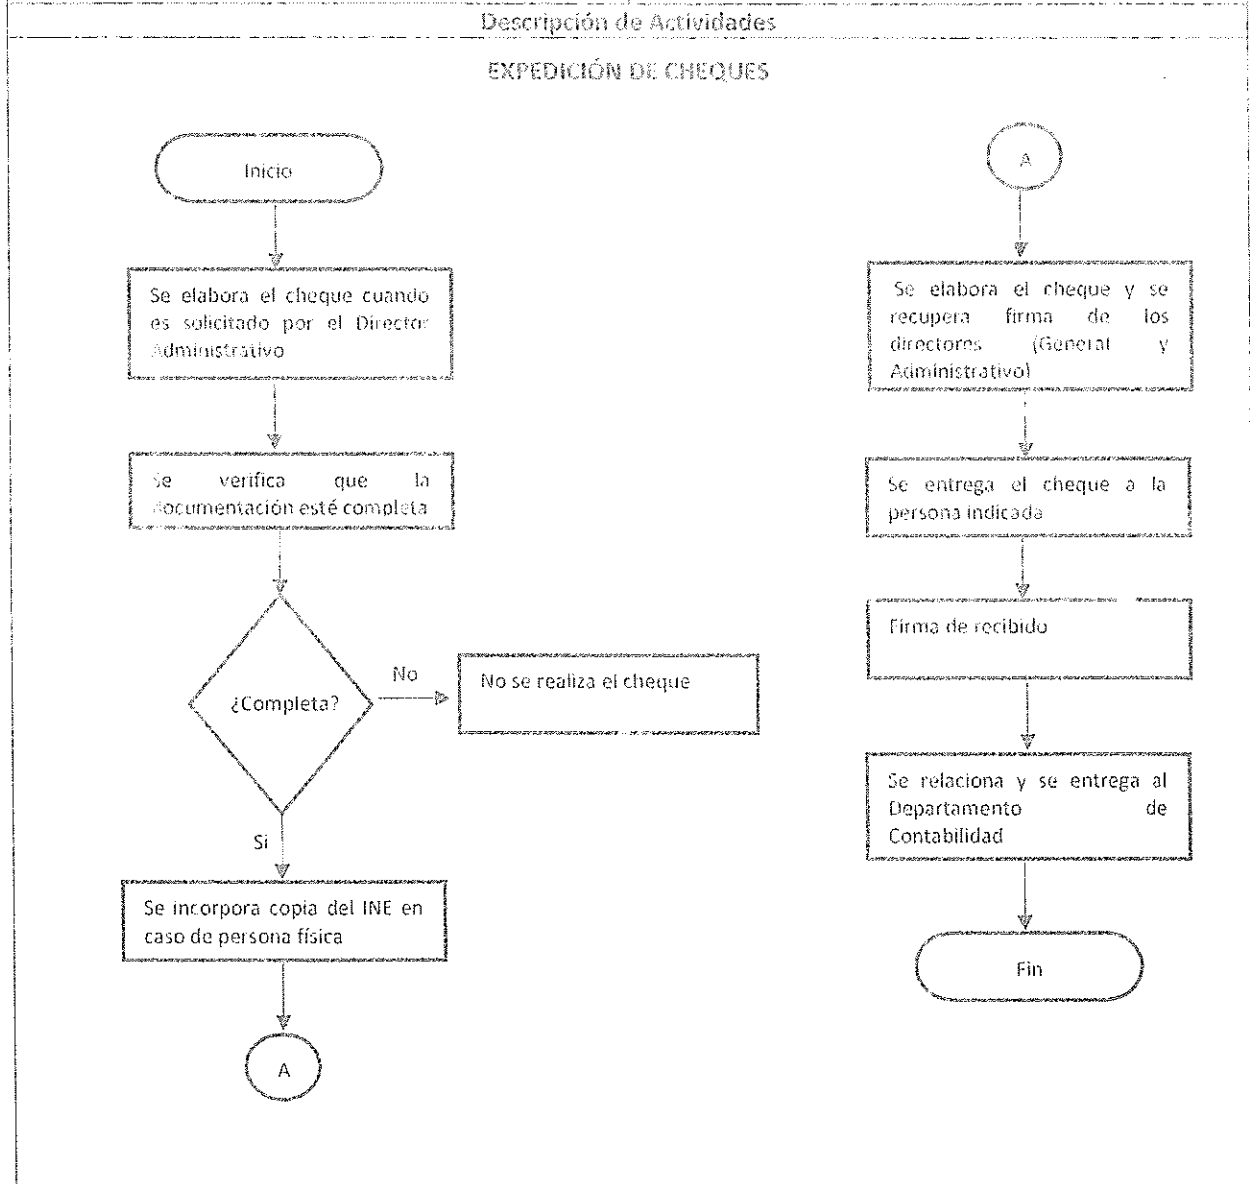 Descripción de Actividades
EXPEDICIÓN DE CHEQUES
Inicio
Se elabora el cheque cuando
es solicitado por el Director
Administrativo
Se verifica que la
documentación esté completa
¿Completa?
No
No se realiza el cheque
Si
Se incorpora copia del INE en
caso de persona física
A
A
Se elabora el cheque y se
recupera firma de los
directores (General y
Administrativo)
Se entrega el cheque a la
persona indicada
Firma de recibido
Se relaciona y se entrega al
Departamento de
Contabilidad
Fin